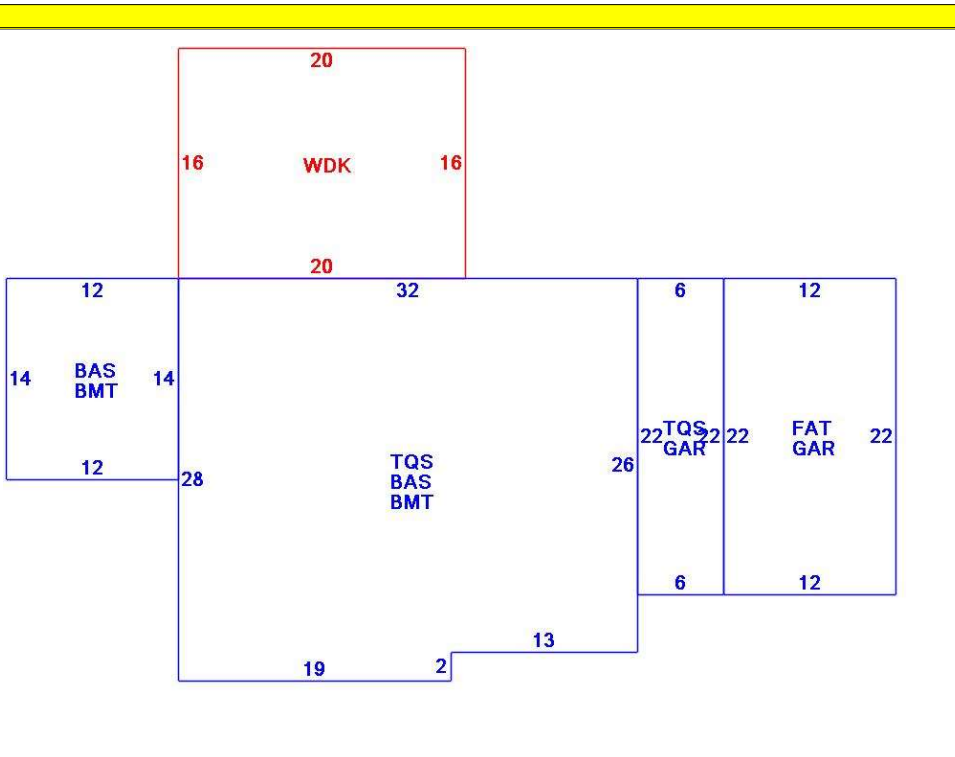 20
16 WDK 16
20
12 32 6 12
14 BAS 14
BMT
22 TQS 22 22 FAT 22
GAR GAR
12 28
TQS 26
BAS
BMT
6 12
13
19 2